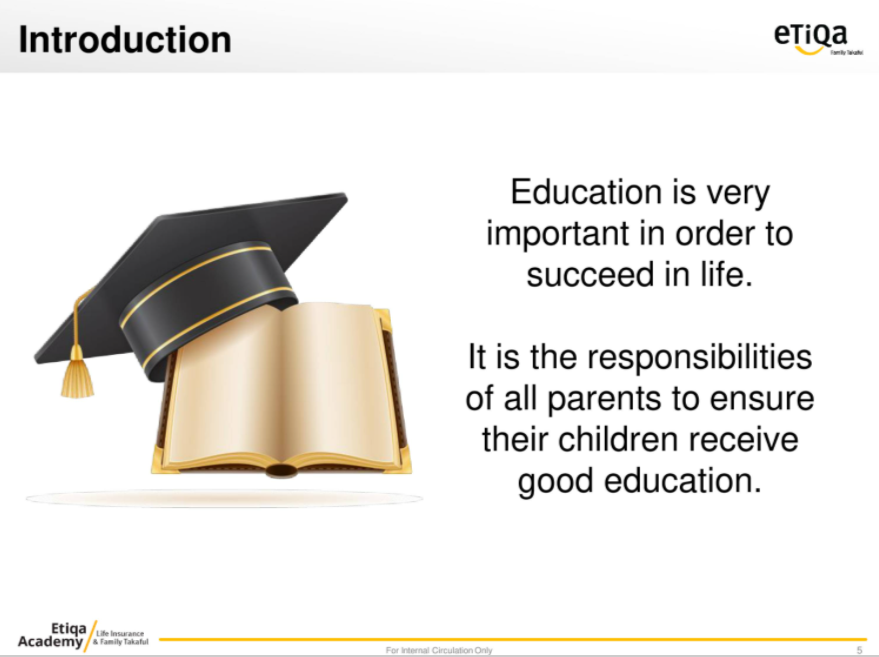 Introduction
eTiQa
Family Takaful
Education is very
important in order to
succeed in life.
It is the responsibilities
of all parents to ensure
their children receive
good education.
Etiqa
Academy
Life Insurance
& Family Takaful
For Internal Circulation Only
5